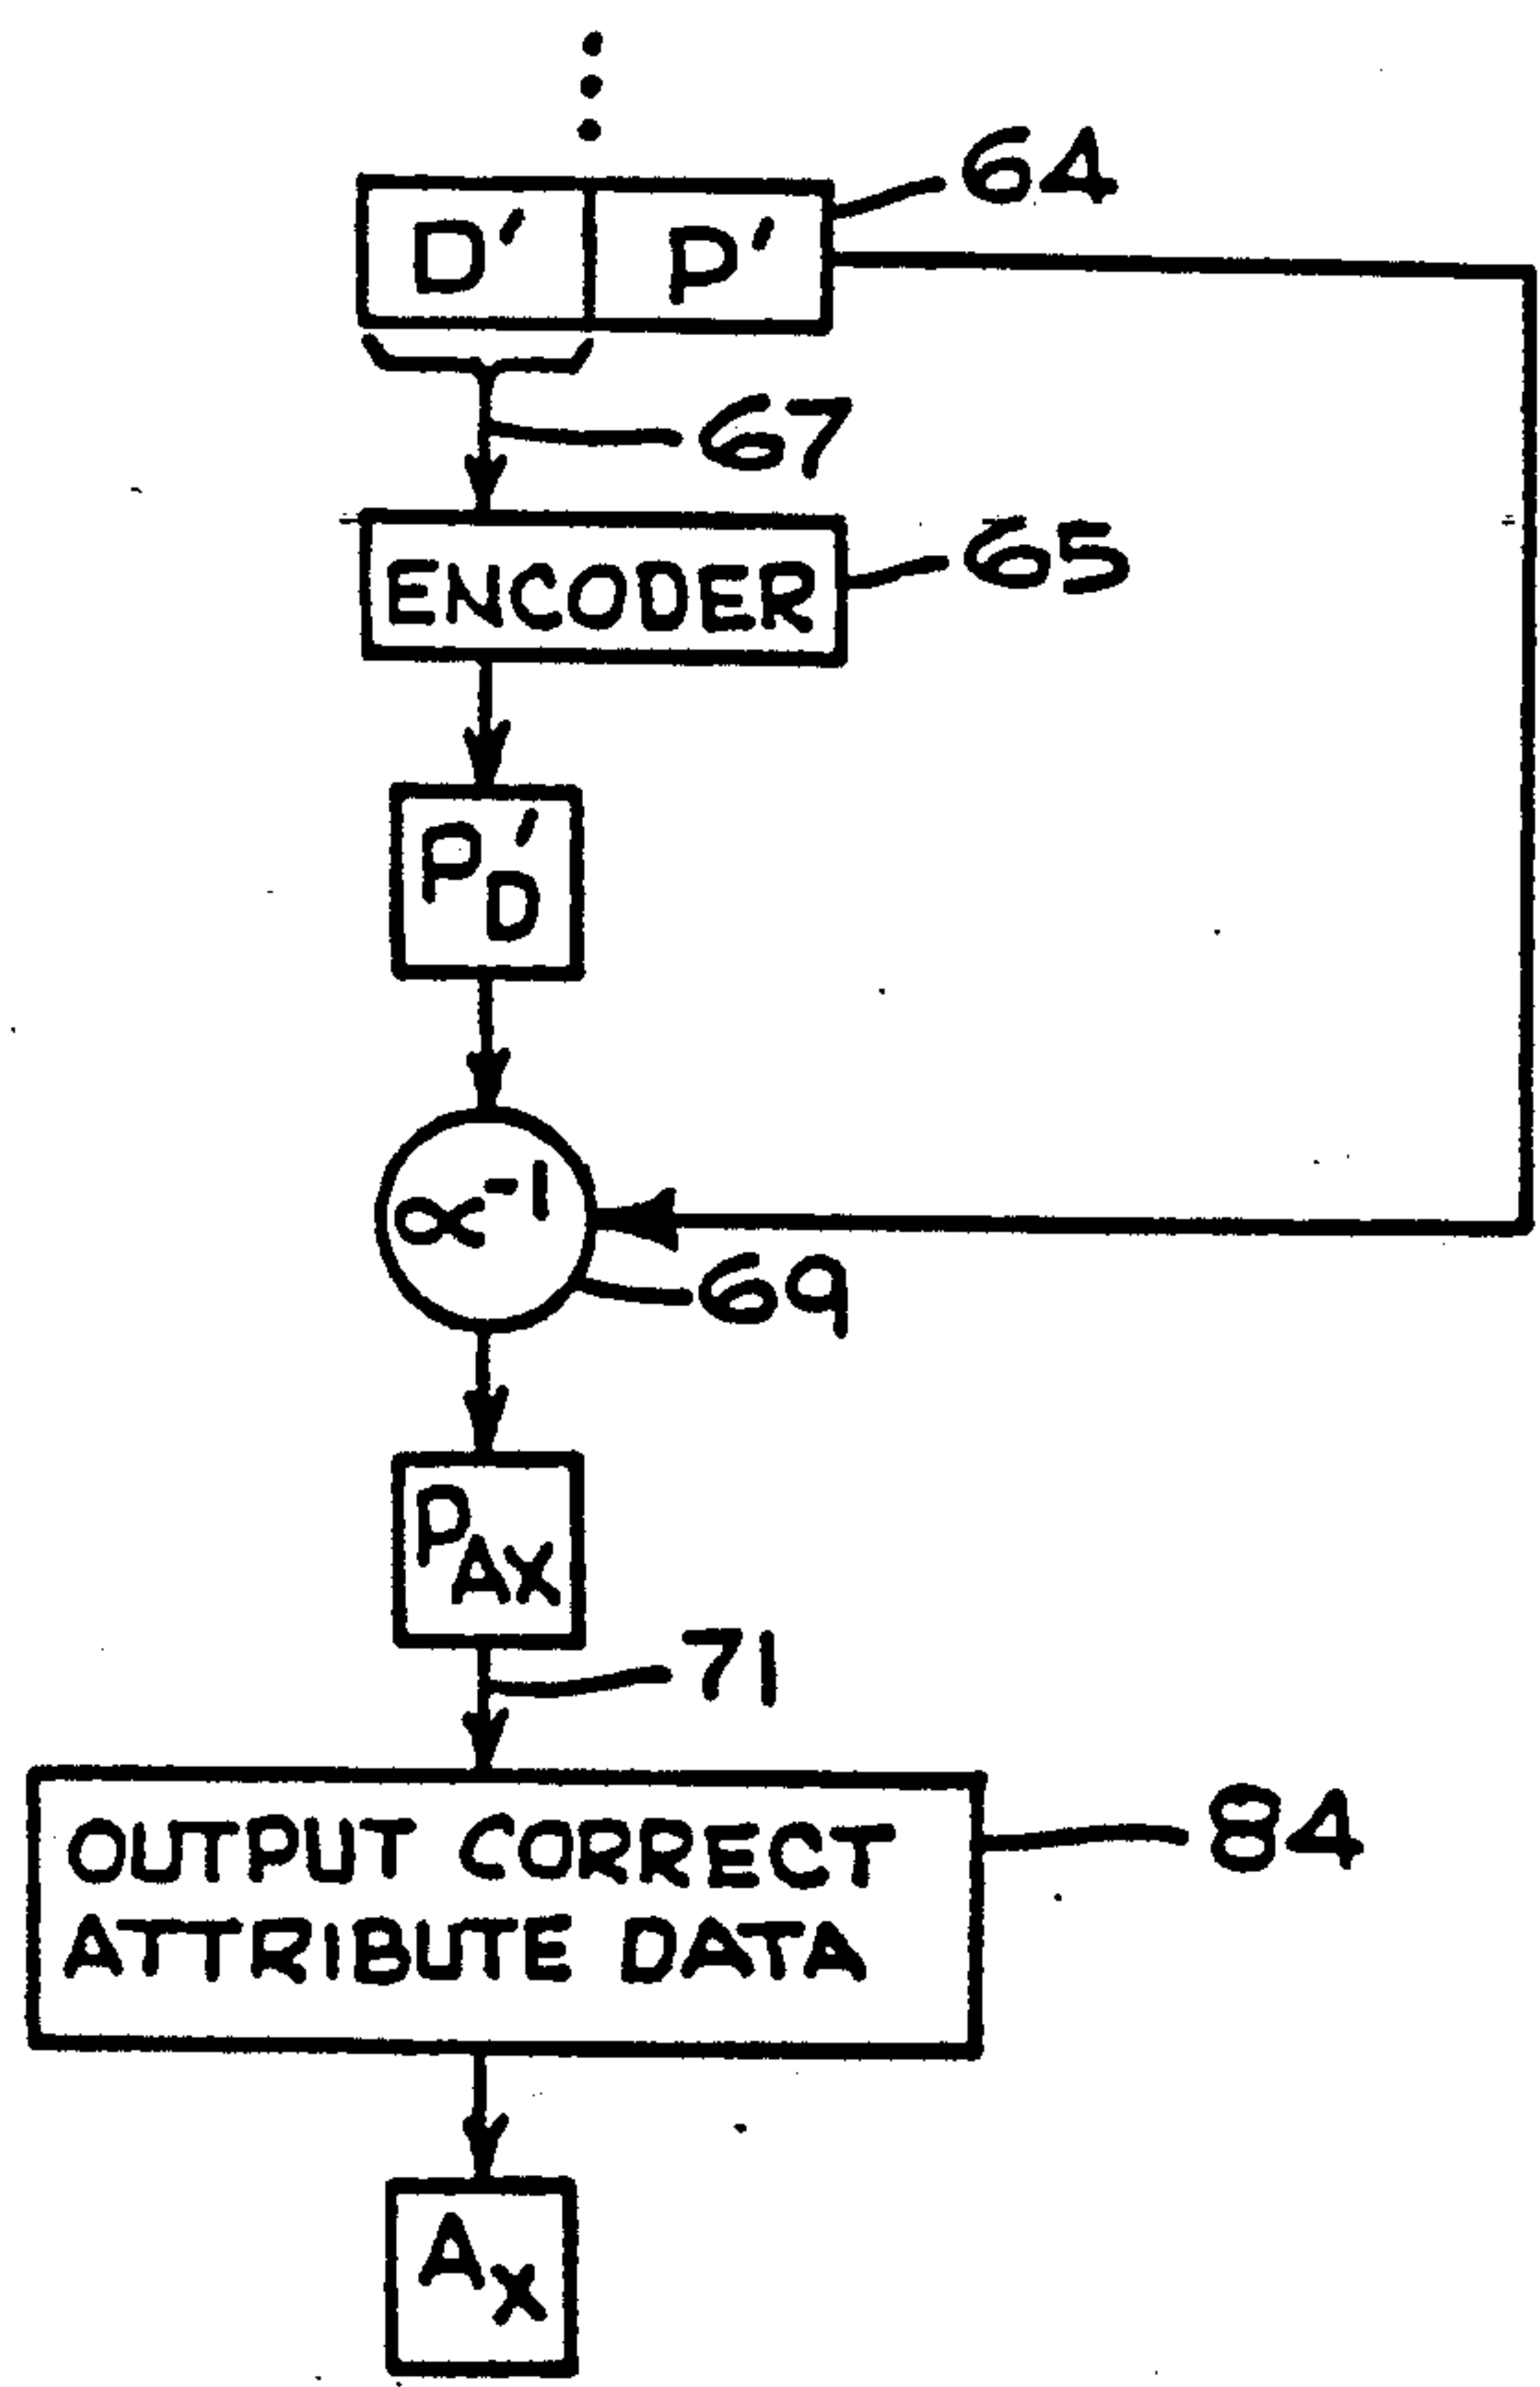 64
D' P'
67
ENCODER
65
P'D
∝-1
69
PAX
71
OUTPUT CORRECT
ATTRIBUTE DATA
84
AX